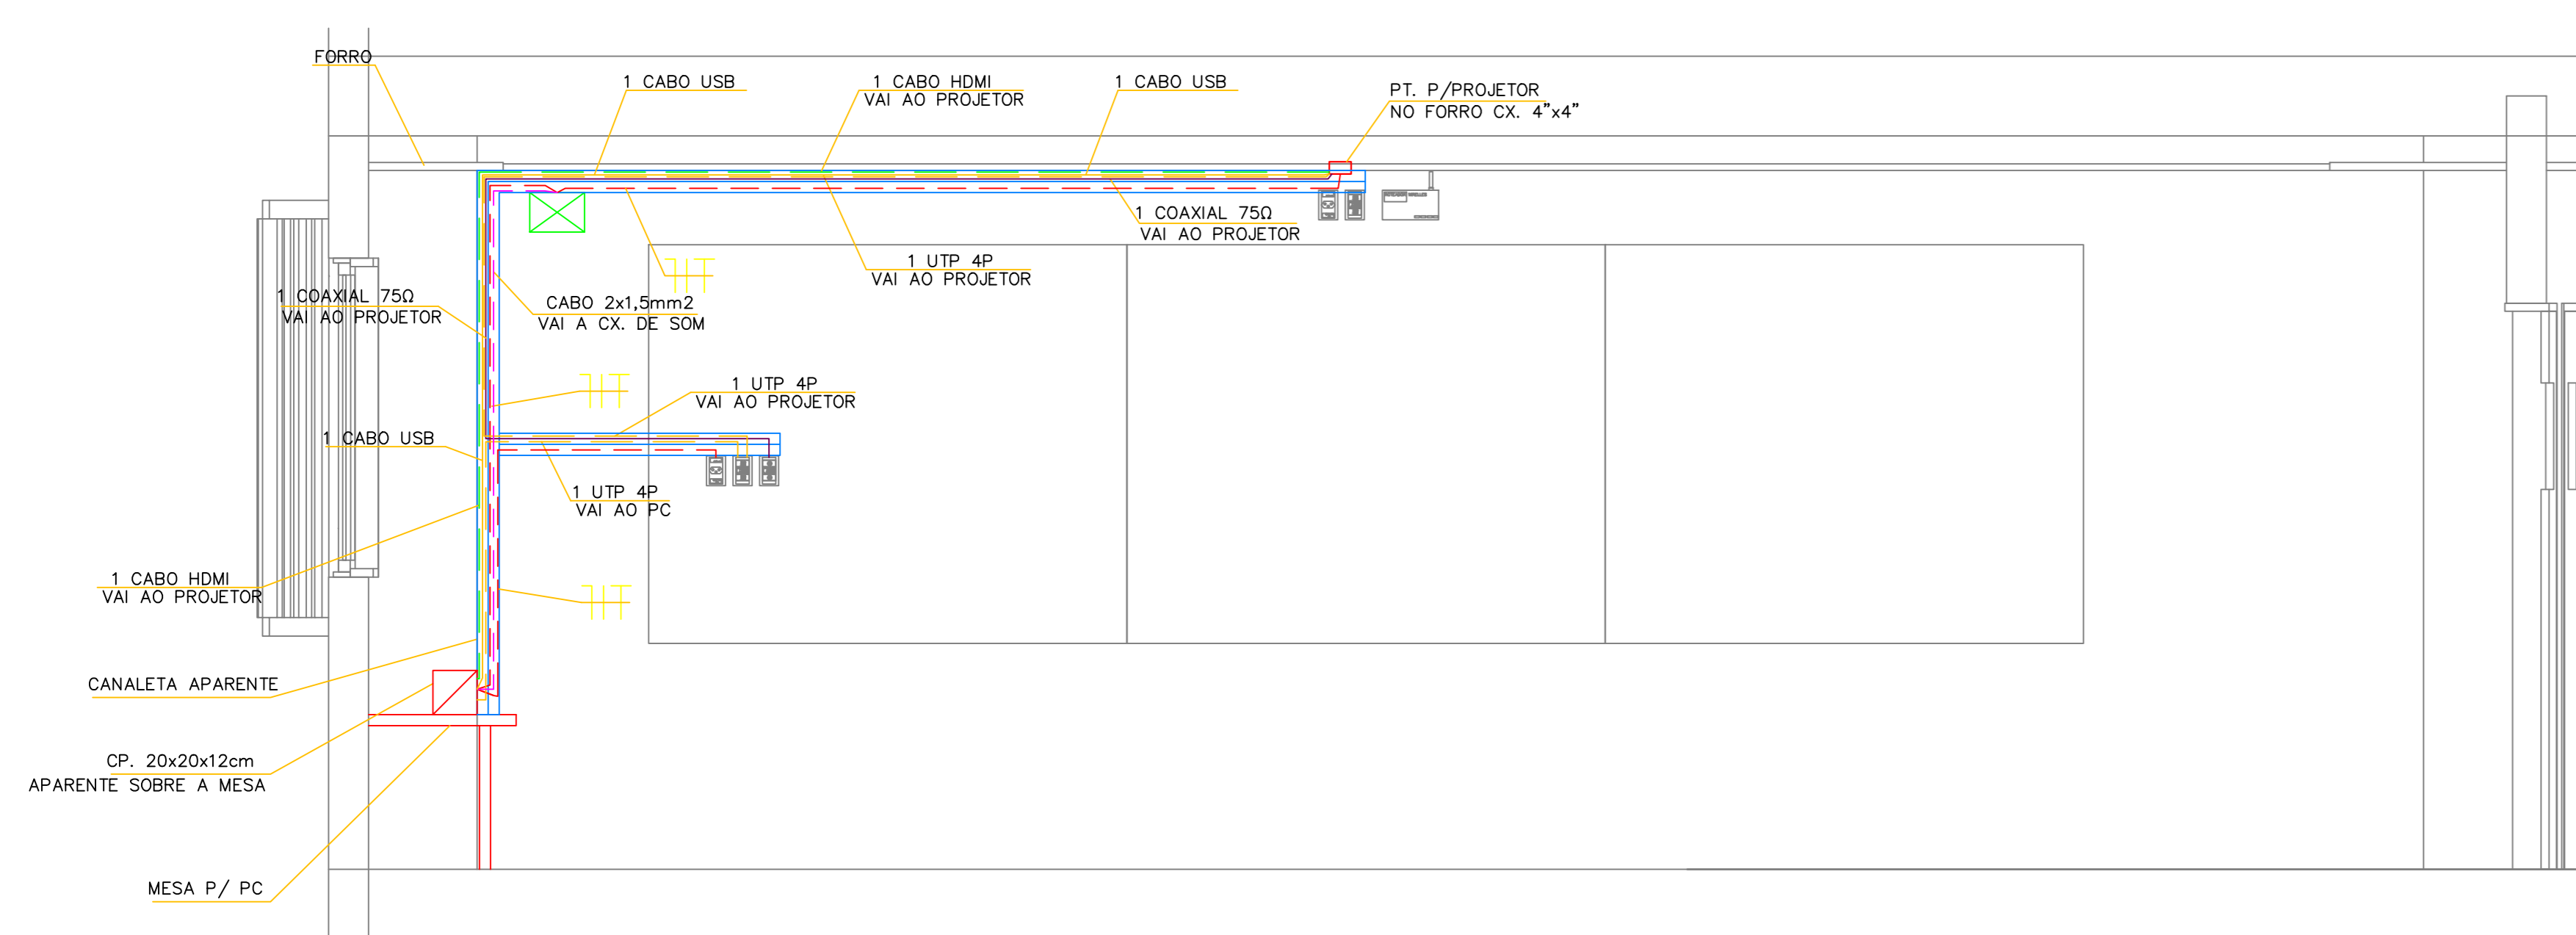 FORRO
1 CABO USB
1 CABO HDMI
VAI AO PROJETOR
1 CABO USB
PT. P/PROJETOR
NO FORRO CX. 4"x4"
1 COAXIAL 75Ω
VAI AO PROJETOR
1 UTP 4P
VAI AO PROJETOR
1 COAXIAL 75Ω
VAI AO PROJETOR
CABO 2x1,5mm2
VAI A CX. DE SOM
1 UTP 4P
VAI AO PROJETOR
1 CABO USB
1 UTP 4P
VAI AO PC
1 CABO HDMI
VAI AO PROJETOR
CANALETA APARENTE
CP. 20x20x12cm
APARENTE SOBRE A MESA
MESA P/ PC